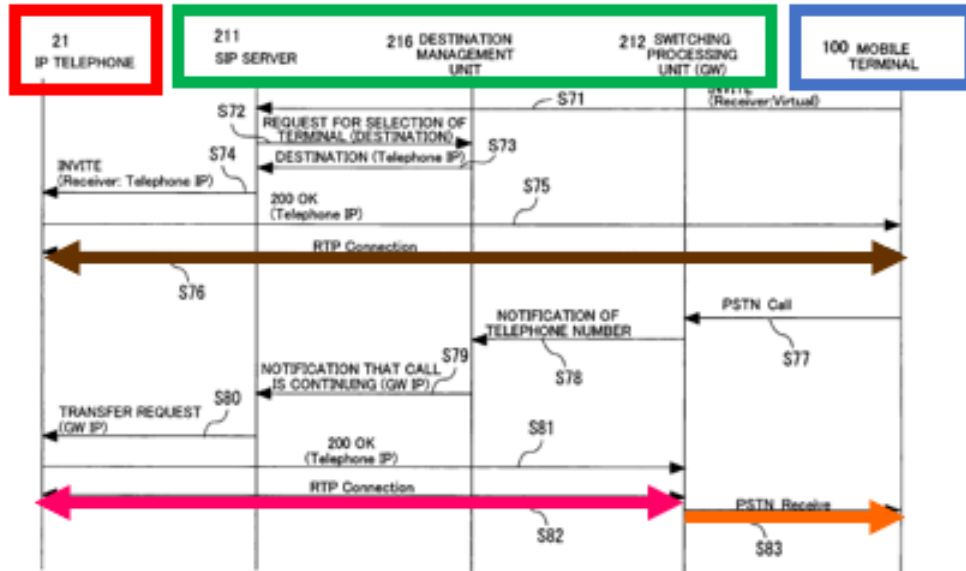 21
IP TELEPHONE
211
SIP SERVER
216 DESTINATION
MANAGEMENT
UNIT
212 SWITCHING
PROCESSING
UNIT (GW)
100 MOBILE
TERMINAL
S71
INVITE
(Receiver:Virtual)
S72
REQUEST FOR SELECTION OF
TERMINAL (DESTINATION)
S74
DESTINATION (Telephone IP)
S73
INVITE
(Receiver: Telephone IP)
200 OK
(Telephone IP)
S75
RTP Connection
S76
PSTN Call
S77
NOTIFICATION OF
TELEPHONE NUMBER
S78
S79
NOTIFICATION THAT CALL
IS CONTINUING (GW IP)
S80
TRANSFER REQUEST
(GW IP)
S81
200 OK
(Telephone IP)
RTP Connection
S82
PSTN Receive
S83